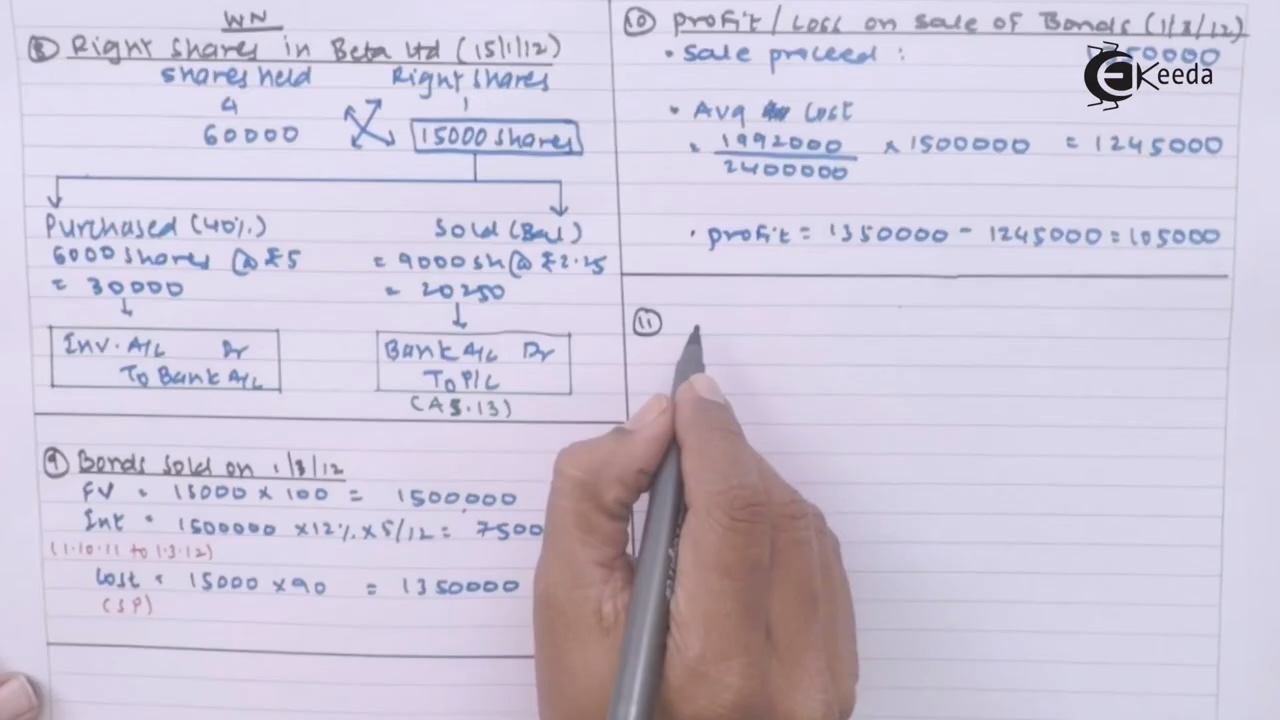 WN
8 Right shares in Beta Ltd (15/1/12)
shares held Right shares
4 1
60000 15000 shares
Purchased (40%) Sold (Bal)
6000 shares @ ₹5 = 9000 sh @ ₹2.25
= 30000 = 20250
Inv. A/c Dr Bank A/c Dr
To Bank A/c To P/L
(AS.13)
9 Bonds sold on 1/3/12
FV = 15000 × 100 = 1500000
Int = 1500000 × 12% × 5/12 = 7500
(1.10.11 to 1.3.12)
Cost = 15000 × 90 = 1350000
(SP)
10 profit/Loss on sale of Bonds (1/3/12)
• Sale proceed : 50000
eKeeda
• Avg Cost
= 1992000 × 1500000 = 1245000
2400000
• profit = 1350000 - 1245000 = 105000
11